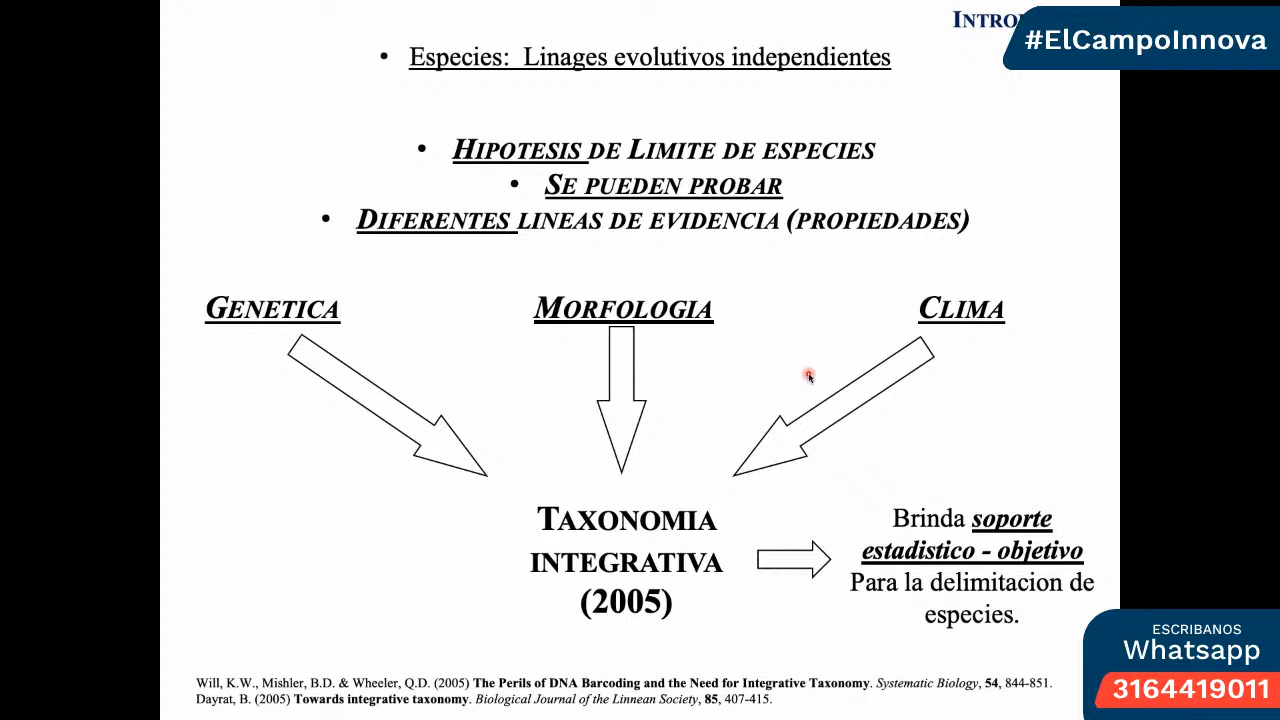 INTRO
#ElCampoInnova
• Especies: Linages evolutivos independientes
• HIPOTESIS DE LIMITE DE ESPECIES
• SE PUEDEN PROBAR
• DIFERENTES LINEAS DE EVIDENCIA (PROPIEDADES)
GENETICA MORFOLOGIA CLIMA
TAXONOMIA
INTEGRATIVA
(2005)
Brinda soporte
estadistico - objetivo
Para la delimitacion de
especies.
ESCRIBANOS
Whatsapp
3164419011
Will, K.W., Mishler, B.D. & Wheeler, Q.D. (2005) The Perils of DNA Barcoding and the Need for Integrative Taxonomy. Systematic Biology, 54, 844-851.
Dayrat, B. (2005) Towards integrative taxonomy. Biological Journal of the Linnean Society, 85, 407-415.